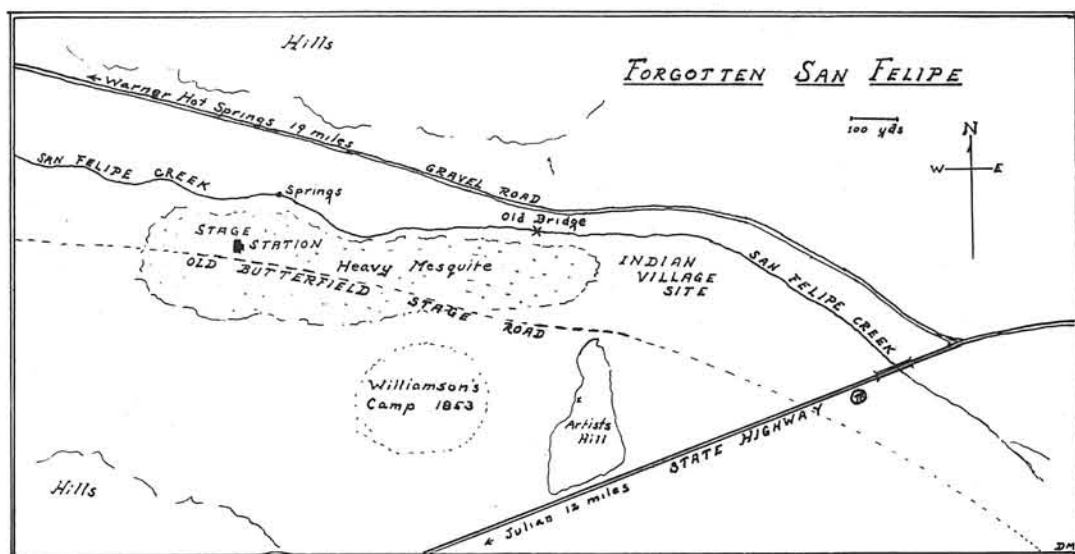 Hills
FORGOTTEN SAN FELIPE
100 yds
N
W E
Warner Hot Springs 19 miles
GRAVEL ROAD
SAN FELIPE CREEK
Springs
Old Bridge
STAGE
STATION
Heavy Mesquite
OLD BUTTERFIELD STAGE ROAD
INDIAN
VILLAGE
SITE
SAN FELIPE CREEK
Williamson's
Camp 1853
Artists
Hill
STATE HIGHWAY
Julian 12 miles
Hills
DM